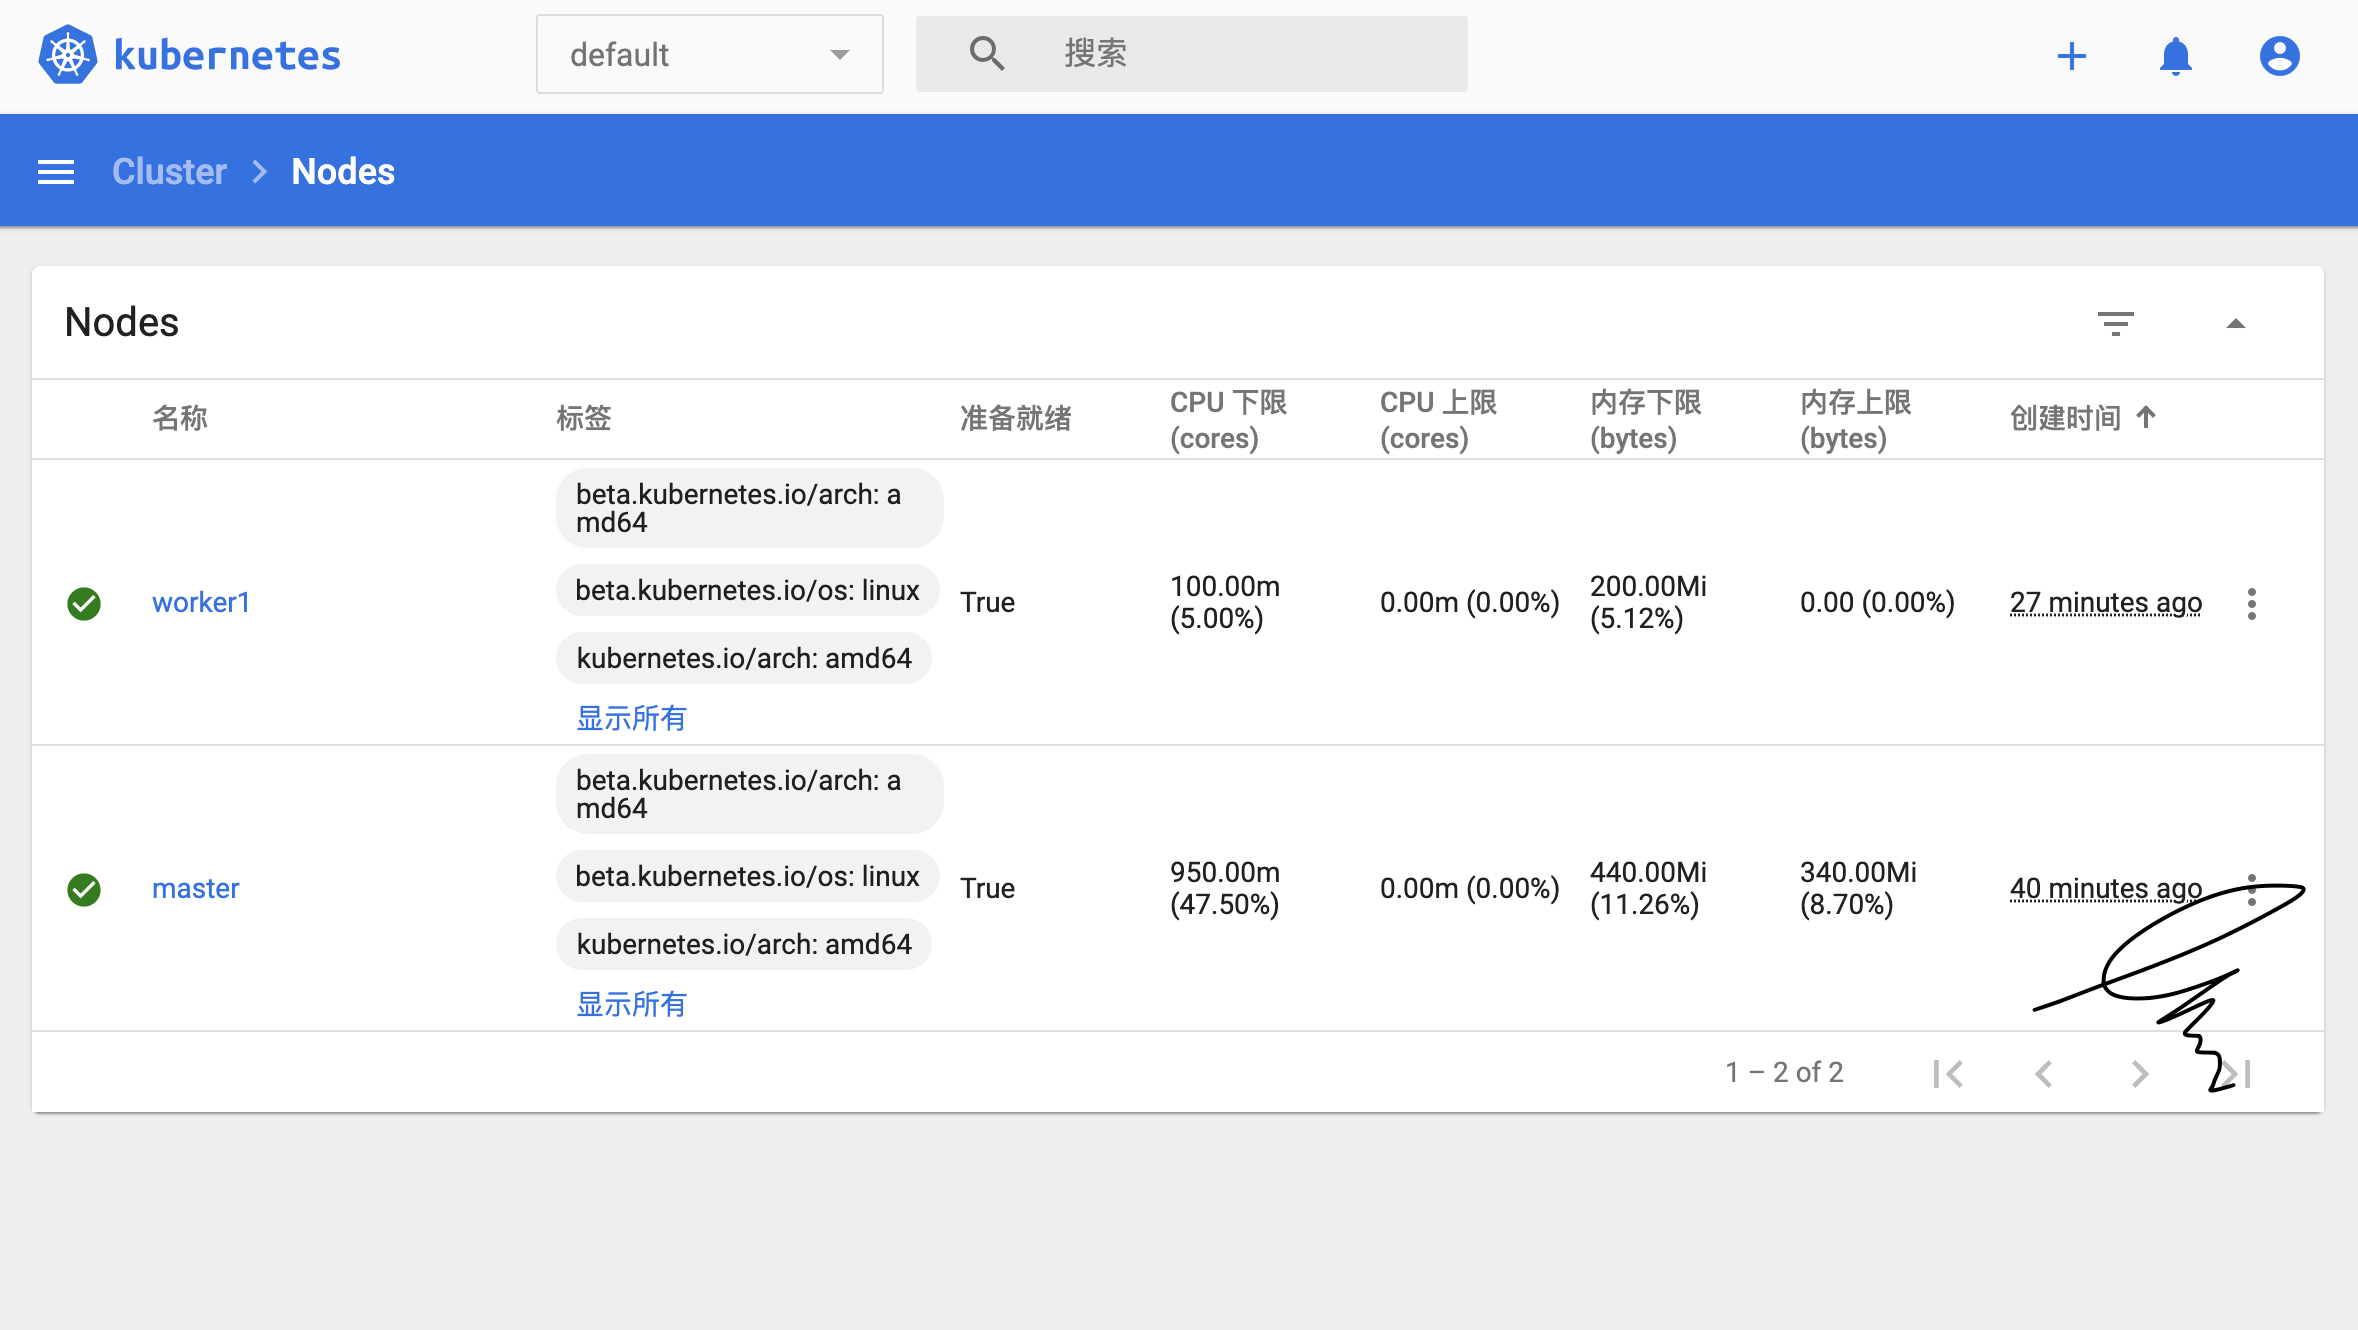 kubernetes
default
搜索
Cluster
Nodes
Nodes
名称
标签
准备就绪
CPU 下限
(cores)
CPU 上限
(cores)
内存下限
(bytes)
内存上限
(bytes)
创建时间
worker1
beta.kubernetes.io/arch: a
md64
beta.kubernetes.io/os: linux
kubernetes.io/arch: amd64
显示所有
True
100.00m
(5.00%)
0.00m (0.00%)
200.00Mi
(5.12%)
0.00 (0.00%)
27 minutes ago
master
beta.kubernetes.io/arch: a
md64
beta.kubernetes.io/os: linux
kubernetes.io/arch: amd64
显示所有
True
950.00m
(47.50%)
0.00m (0.00%)
440.00Mi
(11.26%)
340.00Mi
(8.70%)
40 minutes ago
1 – 2 of 2